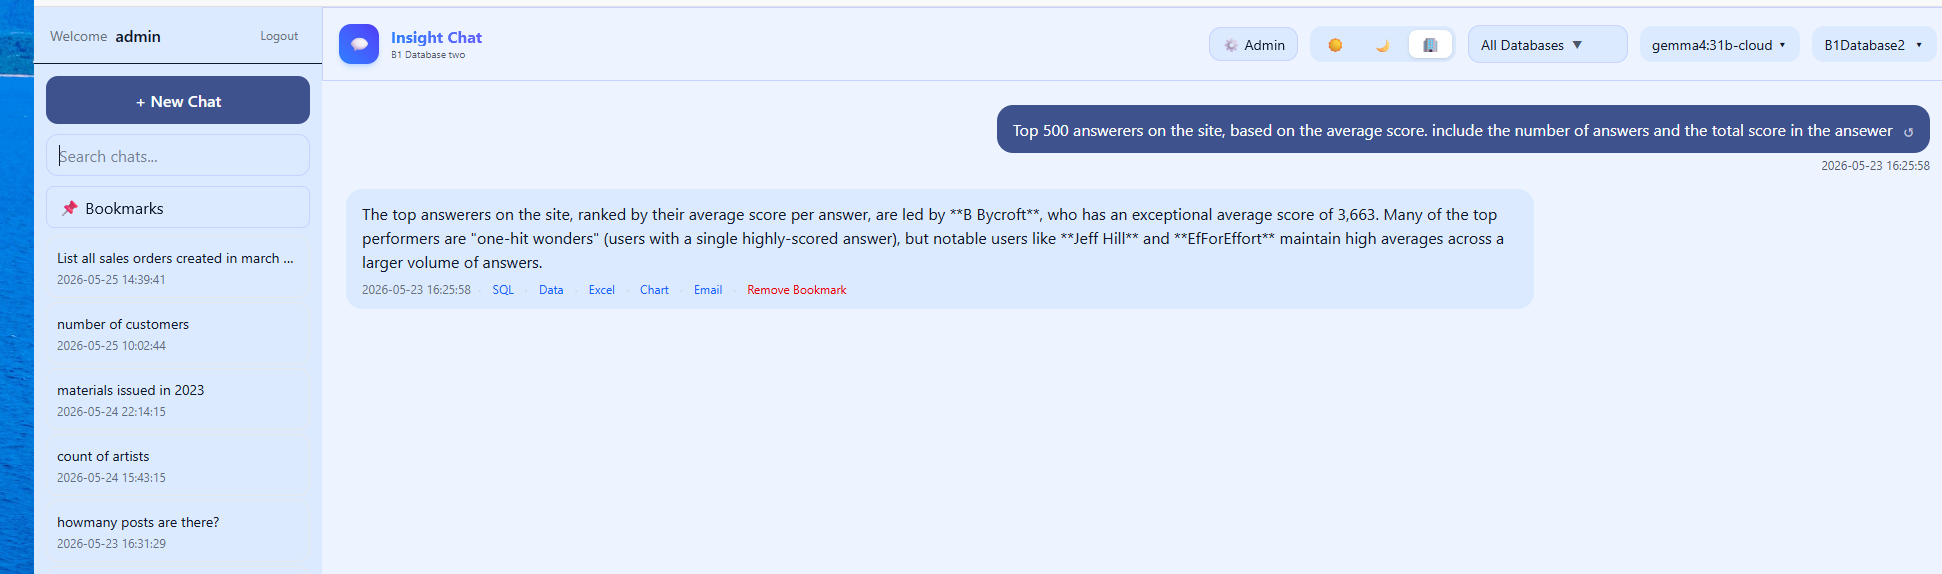 Welcome admin
Logout
+ New Chat
Search chats...
Bookmarks
List all sales orders created in march ...
2026-05-25 14:39:41
number of customers
2026-05-25 10:02:44
materials issued in 2023
2026-05-24 22:14:15
count of artists
2026-05-24 15:43:15
howmany posts are there?
2026-05-23 16:31:29
Insight Chat
B1 Database two
Admin
All Databases ▼
gemma4:31b-cloud ▾
B1Database2 ▾
Top 500 answerers on the site, based on the average score. include the number of answers and the total score in the ansewer ↺
2026-05-23 16:25:58
The top answerers on the site, ranked by their average score per answer, are led by **B Bycroft**, who has an exceptional average score of 3,663. Many of the top
performers are "one-hit wonders" (users with a single highly-scored answer), but notable users like **Jeff Hill** and **EfForEffort** maintain high averages across a
larger volume of answers.
2026-05-23 16:25:58 · SQL · Data · Excel · Chart · Email · Remove Bookmark